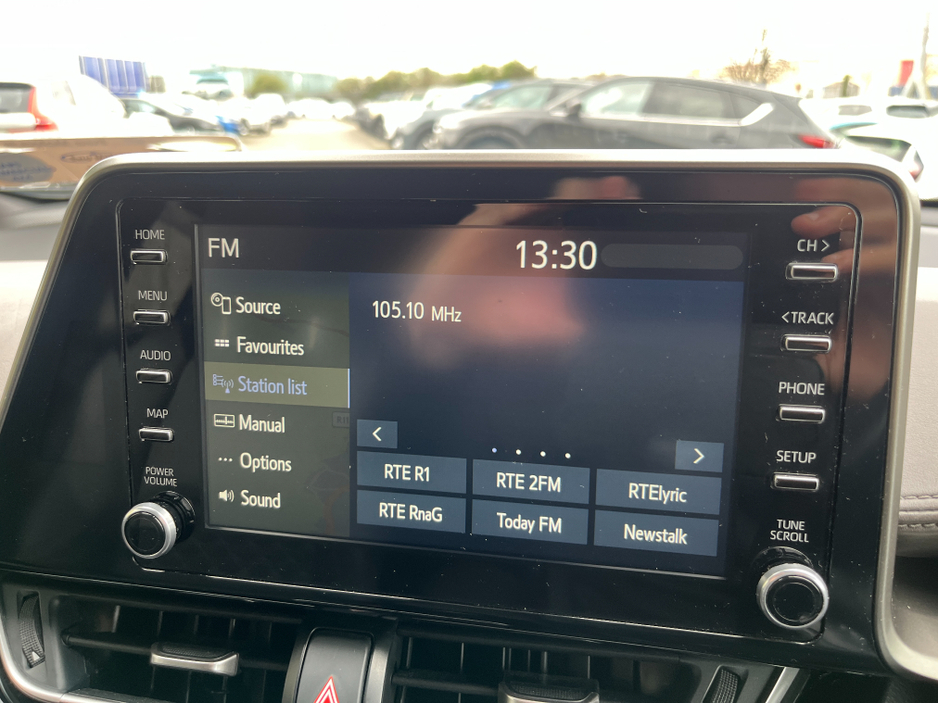 HOME
MENU
AUDIO
MAP
POWER
VOLUME
FM
13:30
Source
Favourites
Station list
Manual
Options
Sound
105.10 MHz
<
>
RTE R1
RTE 2FM
RTElyric
RTE RnaG
Today FM
Newstalk
CH >
<TRACK
PHONE
SETUP
TUNE
SCROLL